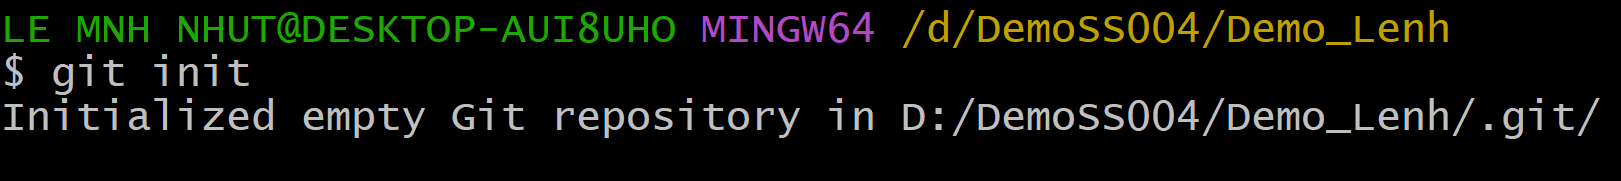 LE MNH NHUT@DESKTOP-AUI8UHO MINGW64 /d/DemoSS004/Demo_Lenh
$ git init
Initialized empty Git repository in D:/DemoSS004/Demo_Lenh/.git/